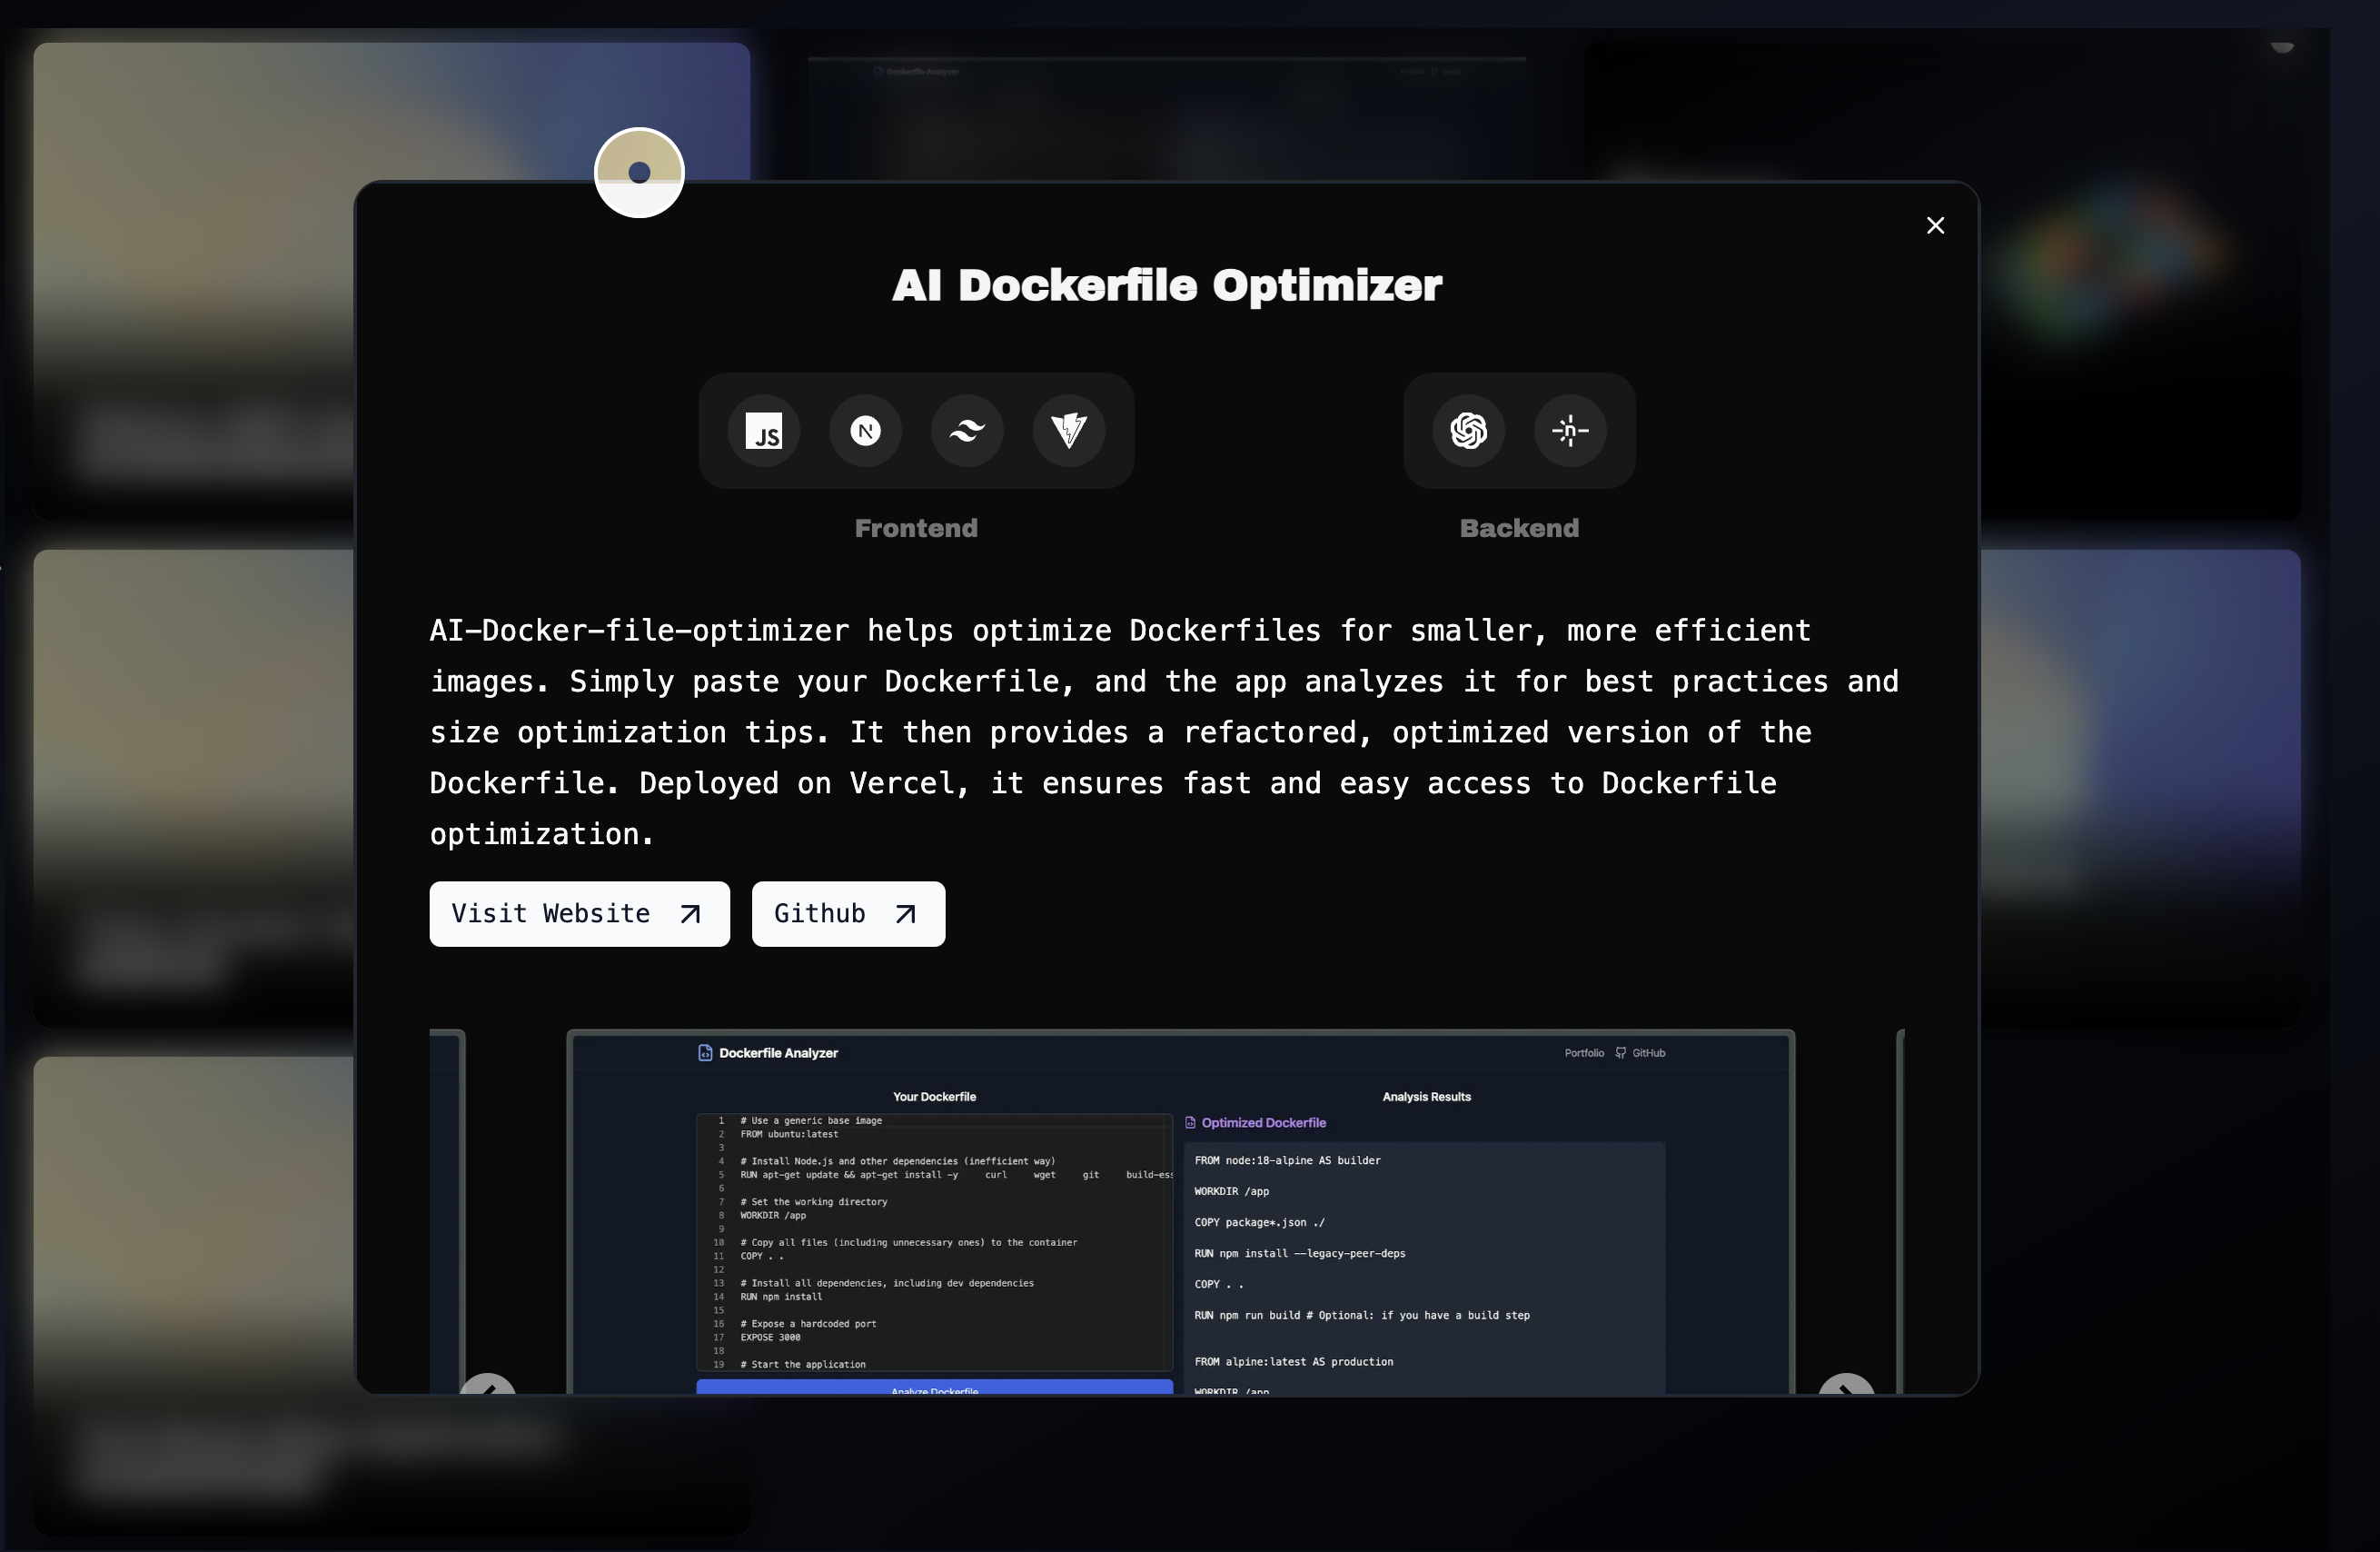 Dockerfile Analyzer
AI Dockerfile Optimizer
JS
N
n
Frontend
Backend
AI-Docker-file-optimizer helps optimize Dockerfiles for smaller, more efficient
images. Simply paste your Dockerfile, and the app analyzes it for best practices and
size optimization tips. It then provides a refactored, optimized version of the
Dockerfile. Deployed on Vercel, it ensures fast and easy access to Dockerfile
optimization.
Visit Website
Github
Dockerfile Analyzer
Portfolio
GitHub
Your Dockerfile
1 # Use a generic base image
2 FROM ubuntu:latest
3
4 # Install Node.js and other dependencies (inefficient way)
5 RUN apt-get update && apt-get install -y     curl     wget     git     build-ess
6
7 # Set the working directory
8 WORKDIR /app
9
10 # Copy all files (including unnecessary ones) to the container
11 COPY . .
12
13 # Install all dependencies, including dev dependencies
14 RUN npm install
15
16 # Expose a hardcoded port
17 EXPOSE 3000
18
19 # Start the application
Analyze Dockerfile
Analysis Results
Optimized Dockerfile
FROM node:18-alpine AS builder
WORKDIR /app
COPY package*.json ./
RUN npm install --legacy-peer-deps
COPY . .
RUN npm run build # Optional: if you have a build step
FROM alpine:latest AS production
WORKDIR /app